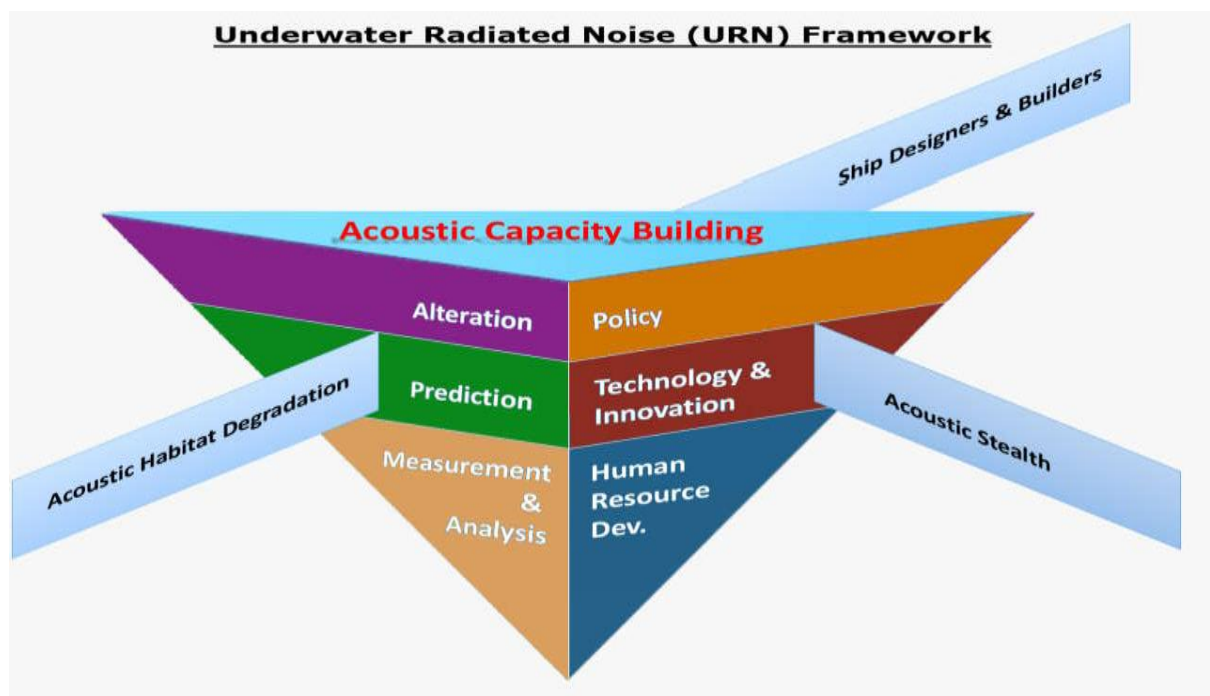 Underwater Radiated Noise (URN) Framework
Ship Designers & Builders
Acoustic Capacity Building
Alteration
Policy
Prediction
Technology &
Innovation
Acoustic Habitat Degradation
Acoustic Stealth
Measurement
&
Analysis
Human
Resource
Dev.